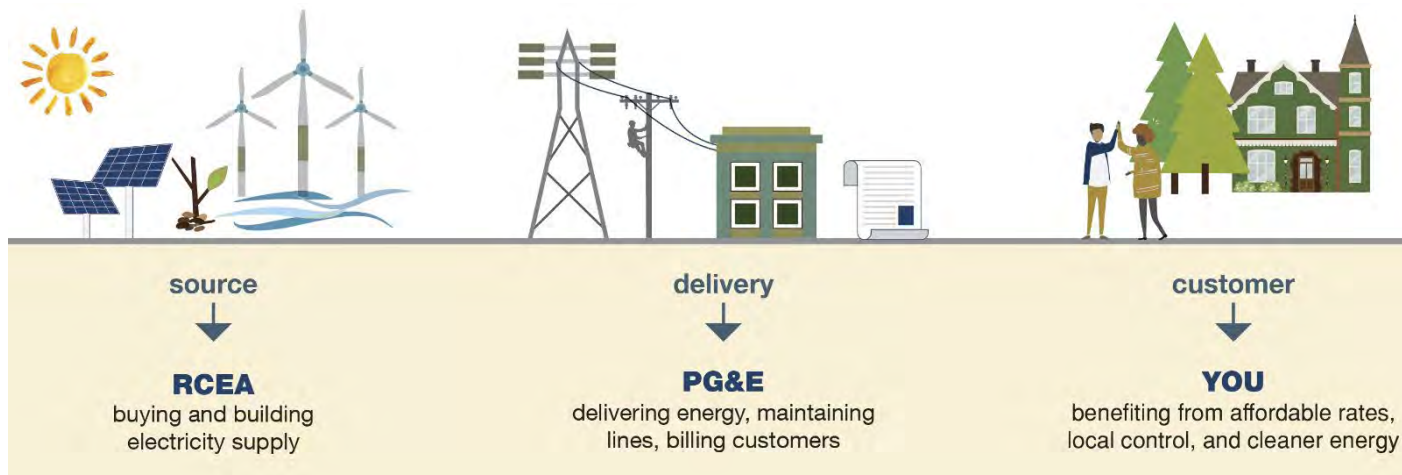 source
RCEA
buying and building
electricity supply
delivery
PG&E
delivering energy, maintaining
lines, billing customers
customer
YOU
benefiting from affordable rates,
local control, and cleaner energy